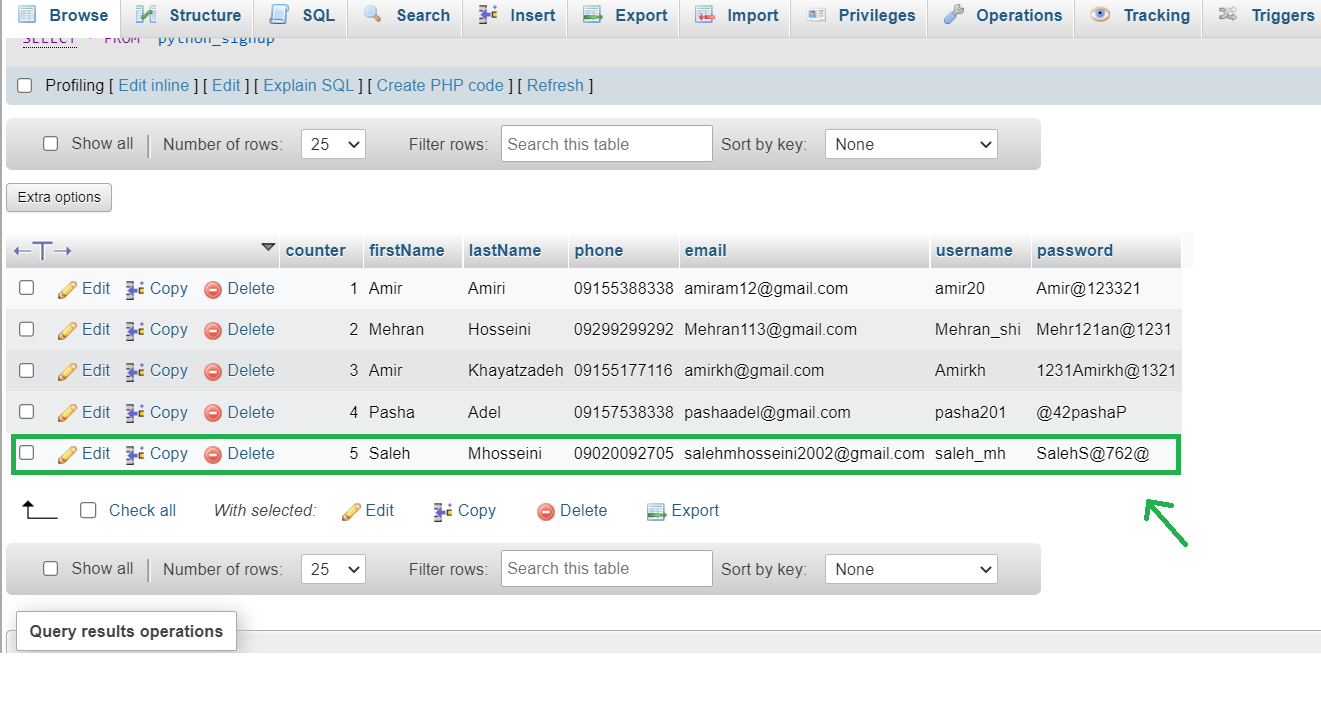 Browse Structure SQL Search Insert Export Import Privileges Operations Tracking Triggers
SELECT * FROM `python_signup`
Profiling [ Edit inline ] [ Edit ] [ Explain SQL ] [ Create PHP code ] [ Refresh ]
Show all Number of rows: 25 Filter rows: Search this table Sort by key: None
Extra options
counter firstName lastName phone email username password
Edit Copy Delete 1 Amir Amiri 09155388338 amiram12@gmail.com amir20 Amir@123321
Edit Copy Delete 2 Mehran Hosseini 09299299292 Mehran113@gmail.com Mehran_shi Mehr121an@1231
Edit Copy Delete 3 Amir Khayatzadeh 09155177116 amirkh@gmail.com Amirkh 1231Amirkh@1321
Edit Copy Delete 4 Pasha Adel 09157538338 pashaadel@gmail.com pasha201 @42pashaP
Edit Copy Delete 5 Saleh Mhosseini 09020092705 salehmhosseini2002@gmail.com saleh_mh SalehS@762@
Check all With selected: Edit Copy Delete Export
Show all Number of rows: 25 Filter rows: Search this table Sort by key: None
Query results operations